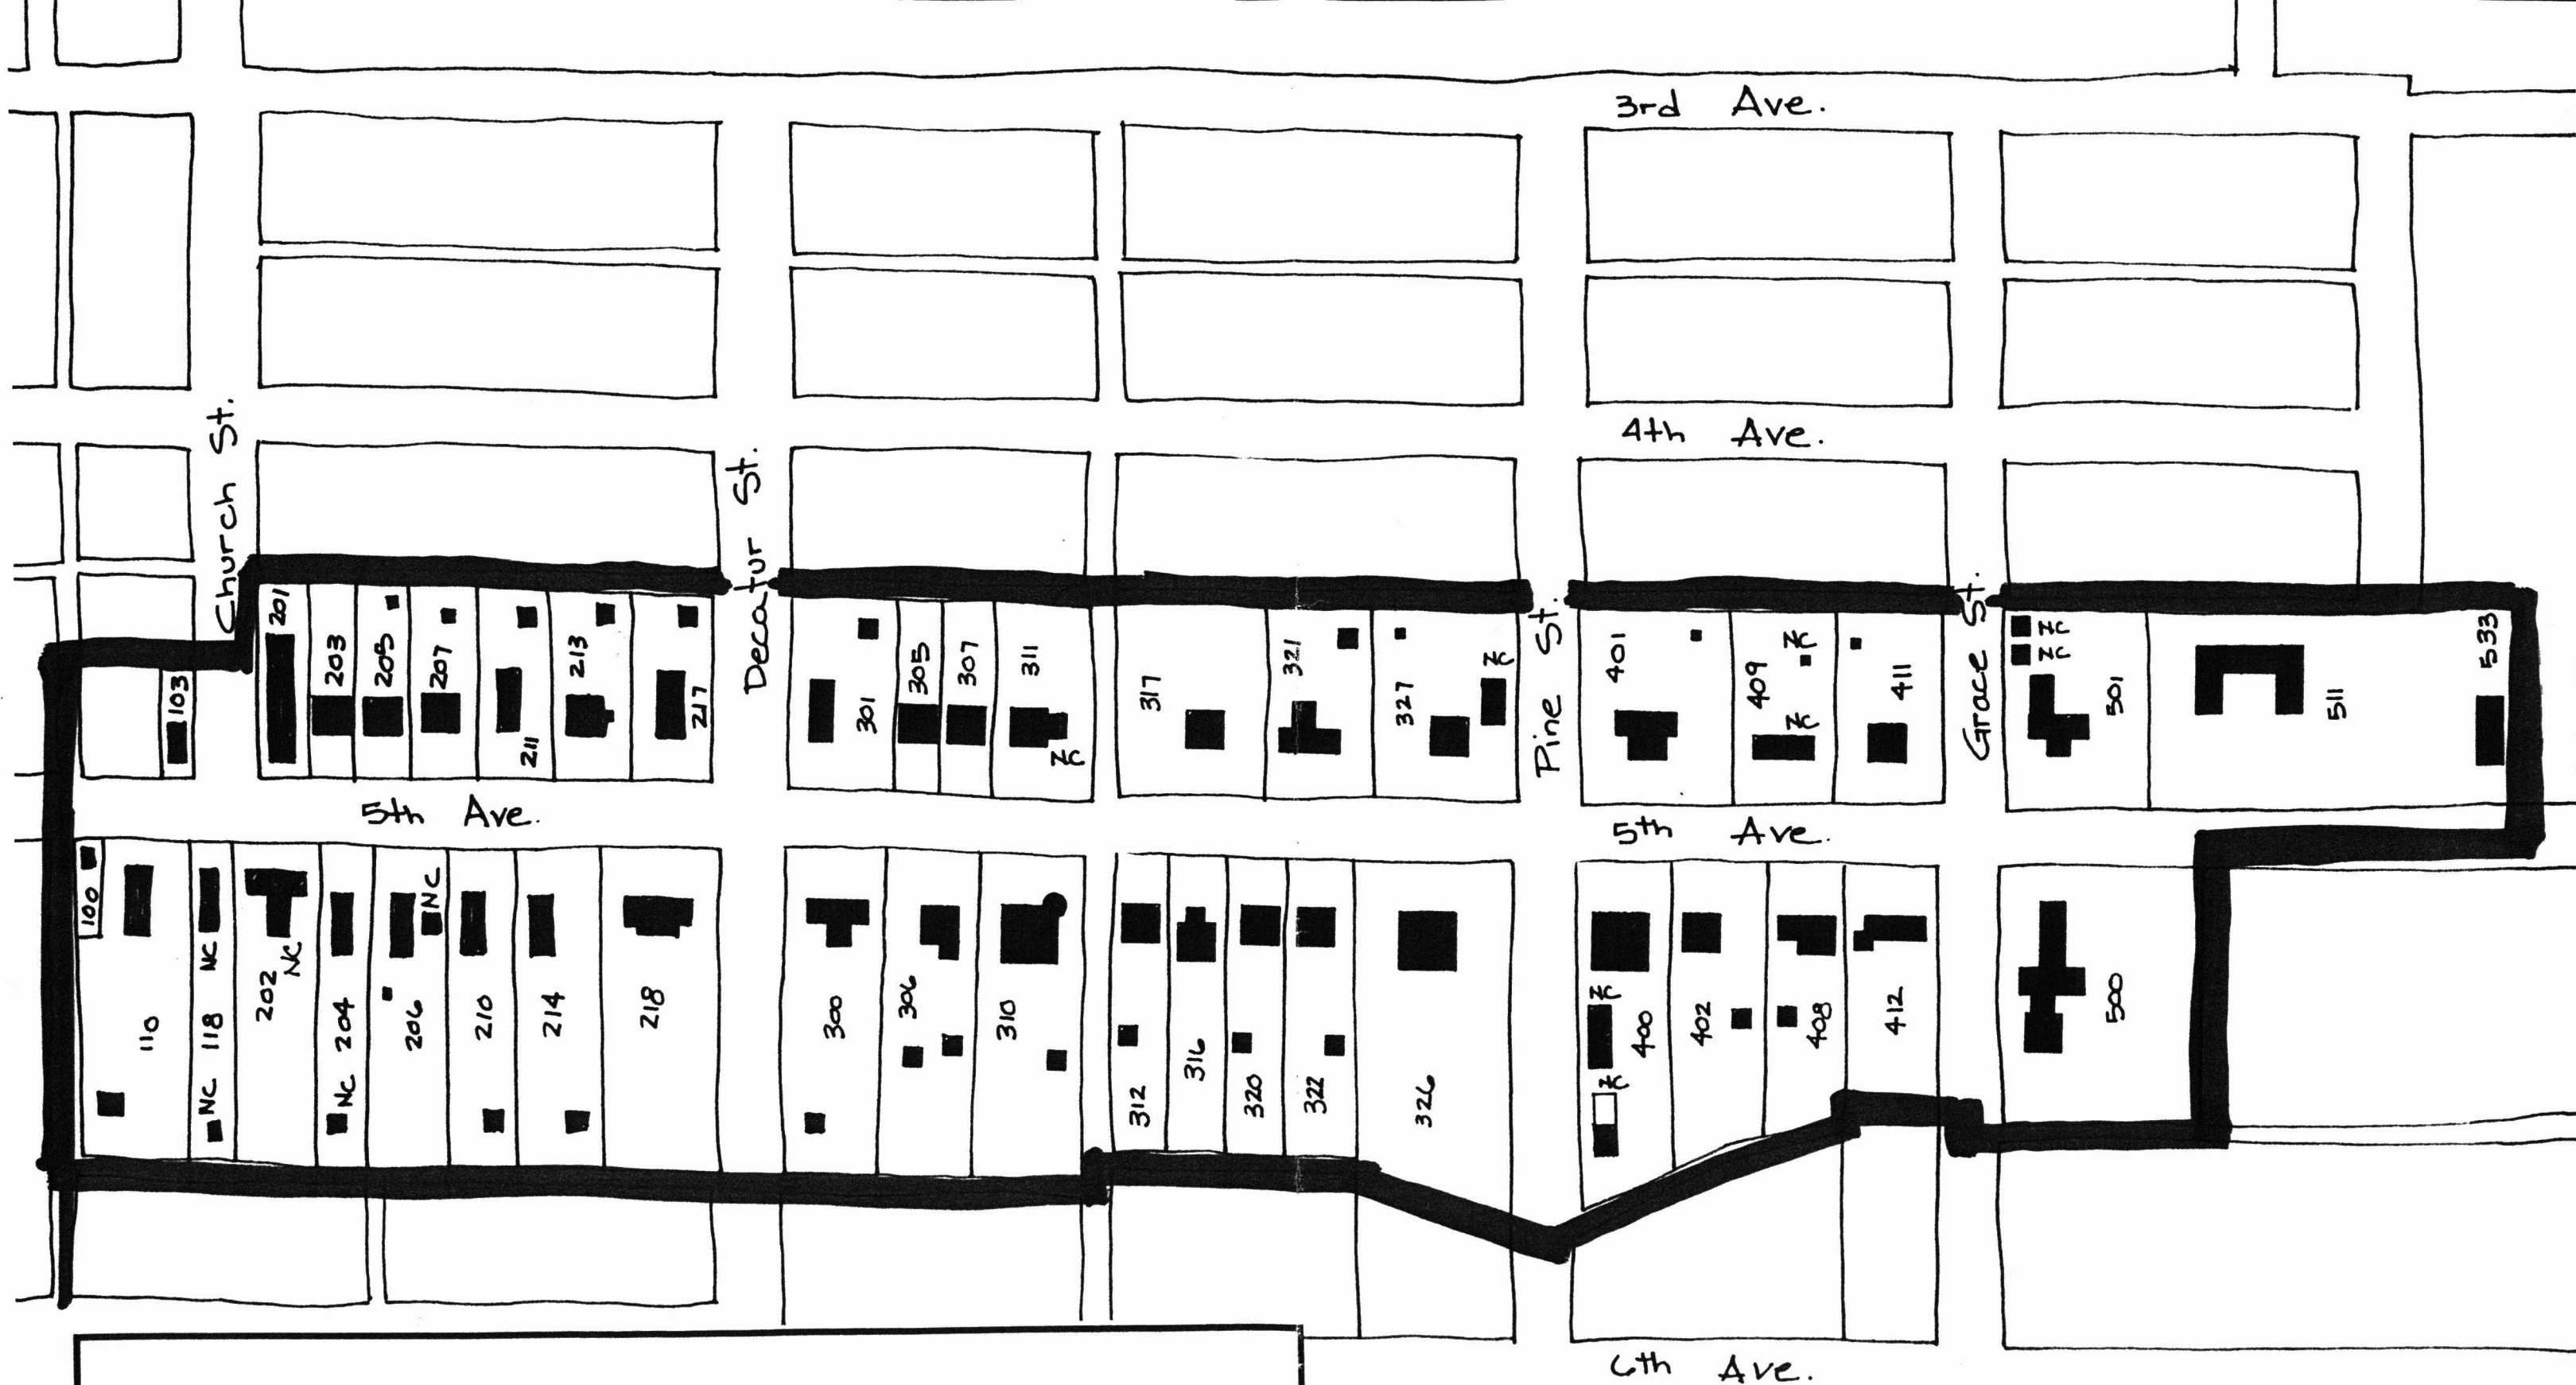 3rd Ave.
4th Ave.
Church St.
Decatur St.
Pine St.
Grace St.
201
203
205
207
211
213
217
103
301
305
307
311
NC
317
321
327
NC
401
409
NC
NC
411
NC
NC
501
511
533
5th Ave.
5th Ave.
100
110
118
NC
NC
202
NC
204
NC
206
NC
210
214
218
300
306
310
312
316
320
322
326
400
NC
NC
402
408
412
500
6th Ave.